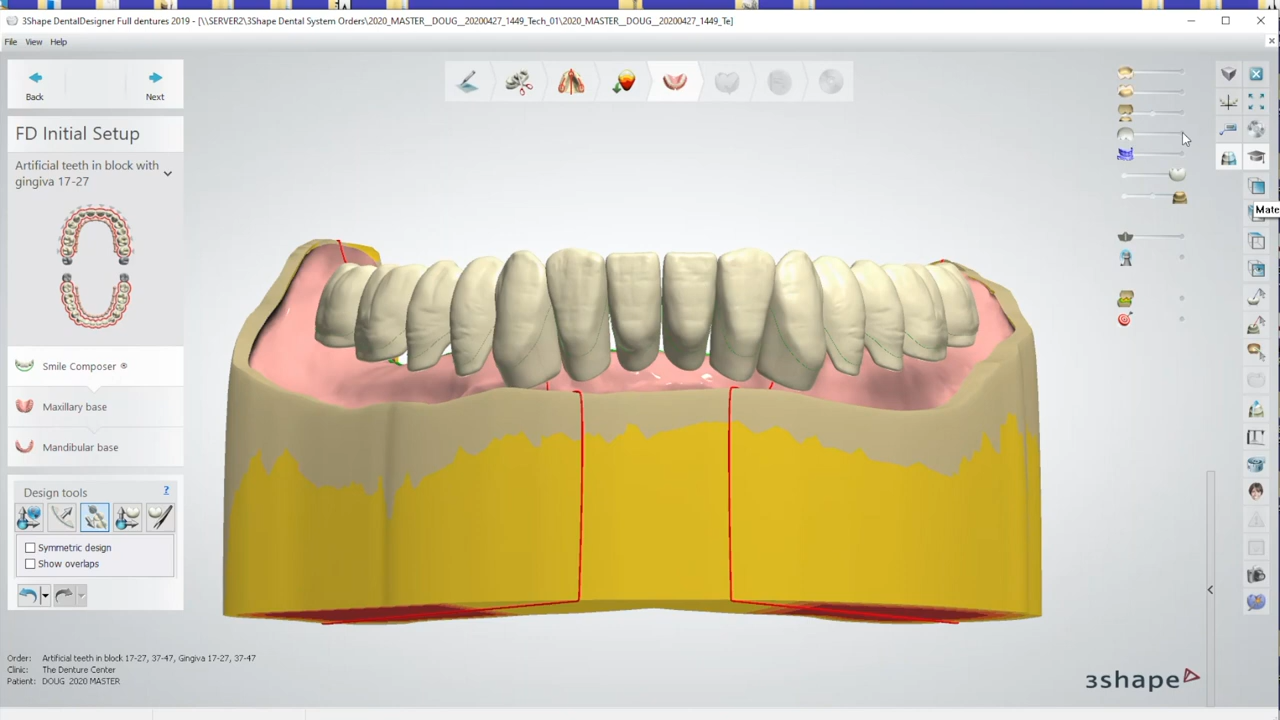 3Shape DentalDesigner Full dentures 2019 - [\\SERVER2\3Shape Dental System Orders\2020_MASTER__DOUG_20200427_1449_Tech_01\2020_MASTER__DOUG_20200427_1449_Te]
File View Help
Back Next
FD Initial Setup
Artificial teeth in block with
gingiva 17-27
Mate
Smile Composer ®
Maxillary base
Mandibular base
Design tools ?
Symmetric design
Show overlaps
Order: Artificial teeth in block 17-27, 37-47, Gingiva 17-27, 37-47
Clinic: The Denture Center
Patient: DOUG 2020 MASTER
3shape